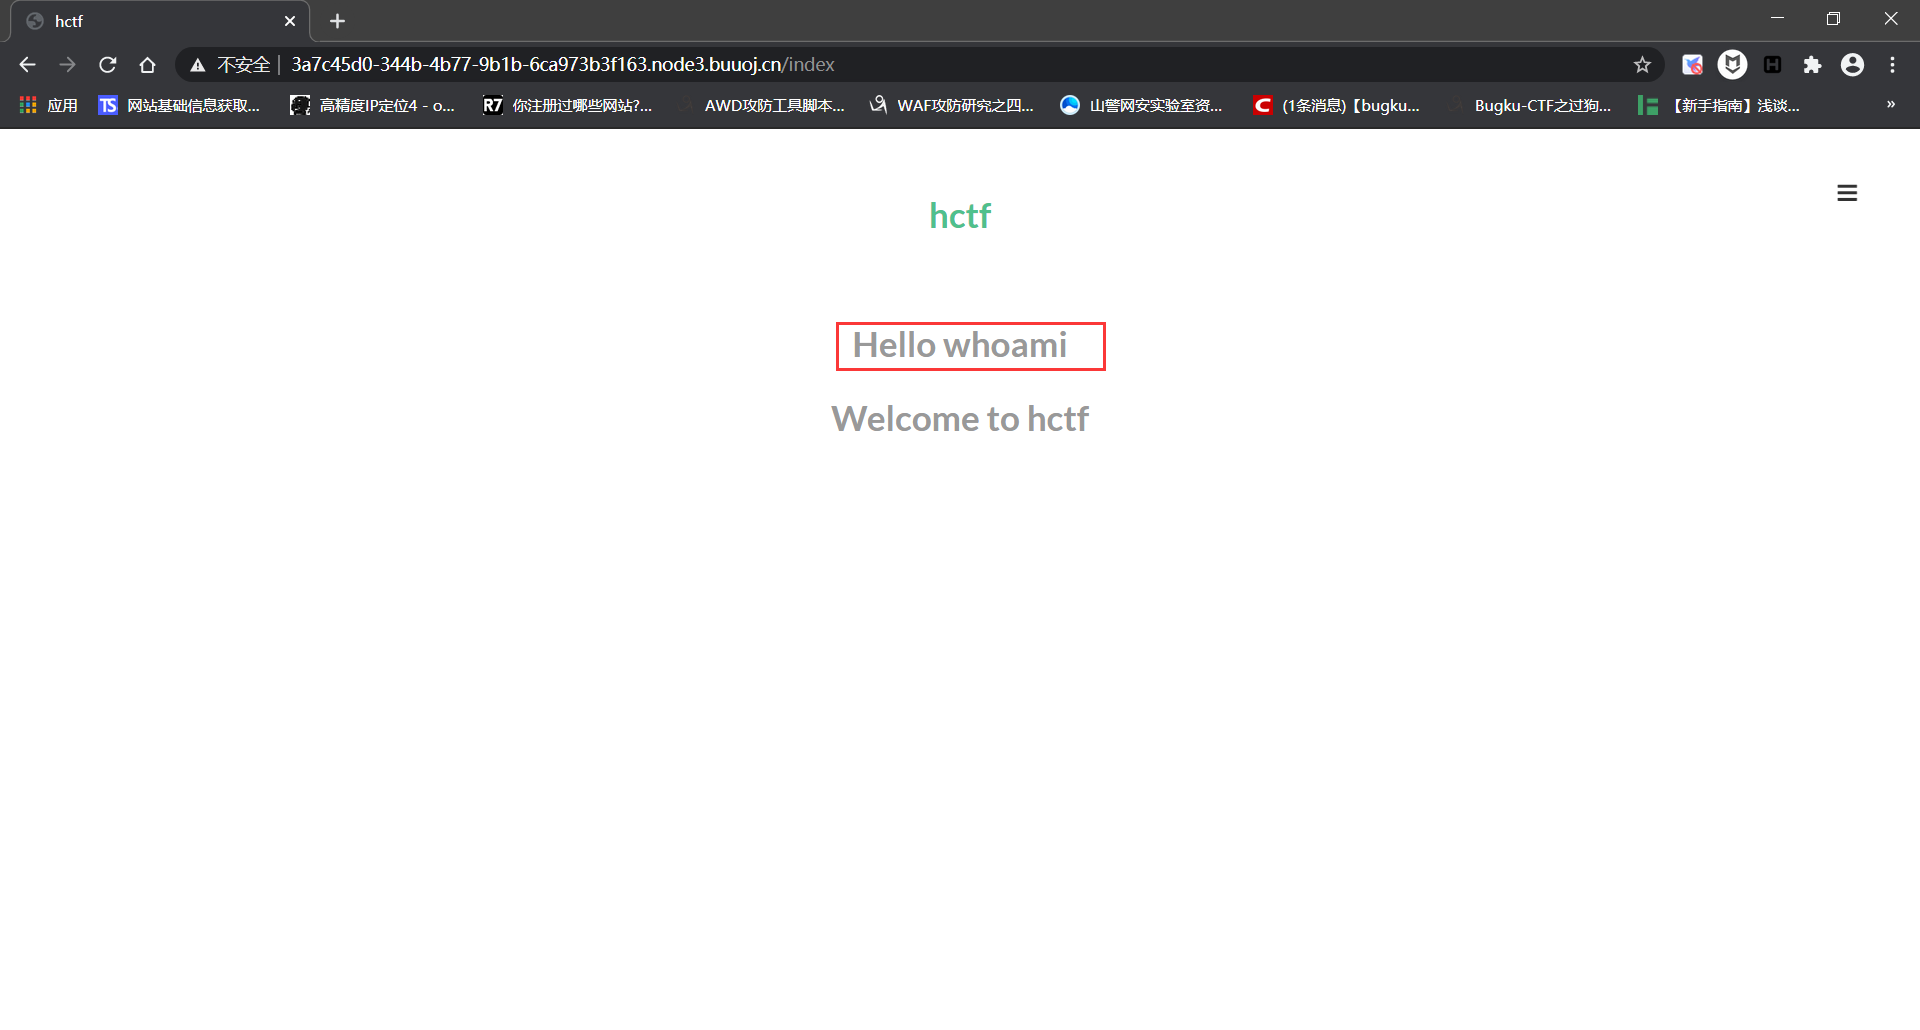 hctf
不安全 3a7c45d0-344b-4b77-9b1b-6ca973b3f163.node3.buuoj.cn/index
应用 TS 网站基础信息获取... 高精度IP定位4 - o... R7 你注册过哪些网站?... AWD攻防工具脚本... WAF攻防研究之四... 山警网安实验室资... C (1条消息)【bugku... Bugku-CTF之过狗... 【新手指南】浅谈... »
hctf
Hello whoami
Welcome to hctf